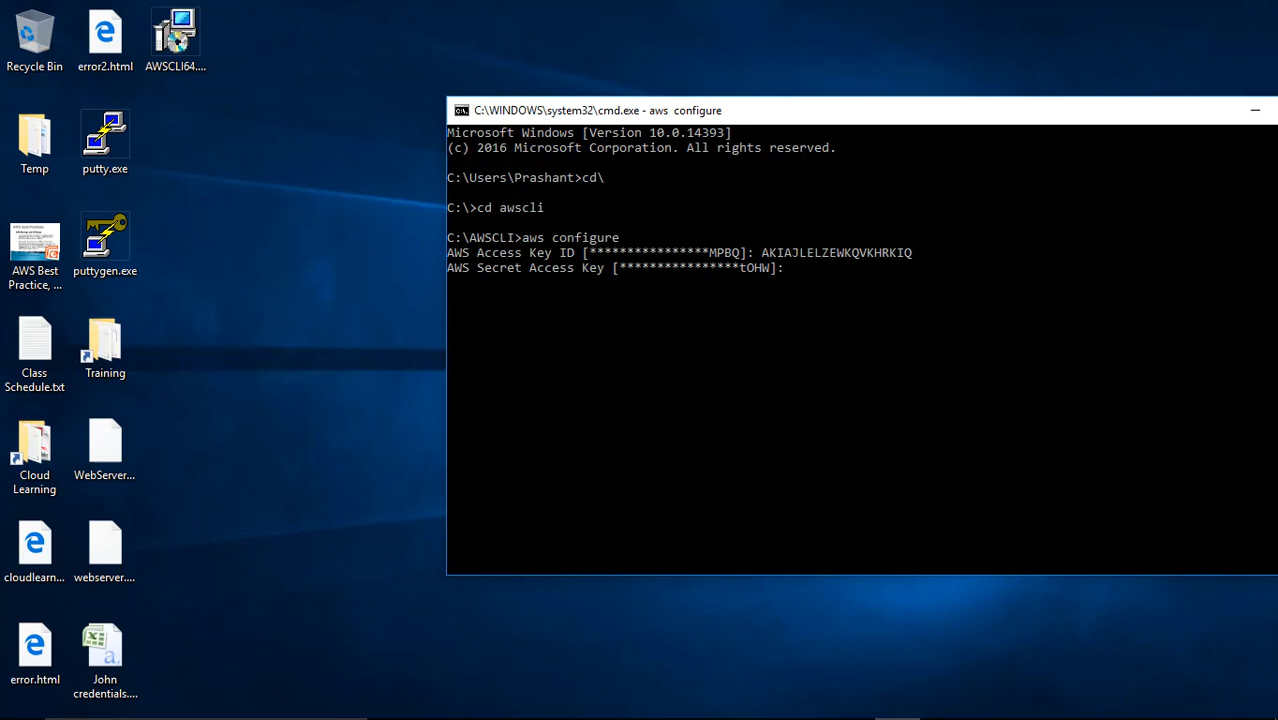 Recycle Bin
error2.html
AWSCLI64....
Temp
putty.exe
AWS Best
Practice, ...
puttygen.exe
Class
Schedule.txt
Training
Cloud
Learning
WebServer...
cloudlearn...
webserver....
error.html
John
credentials....
C:\WINDOWS\system32\cmd.exe - aws  configure
Microsoft Windows [Version 10.0.14393]
(c) 2016 Microsoft Corporation. All rights reserved.
C:\Users\Prashant>cd\
C:\>cd awscli
C:\AWSCLI>aws configure
AWS Access Key ID [****************MPBQ]: AKIAJLELZEWKQVKHRKIQ
AWS Secret Access Key [****************tOHW]: